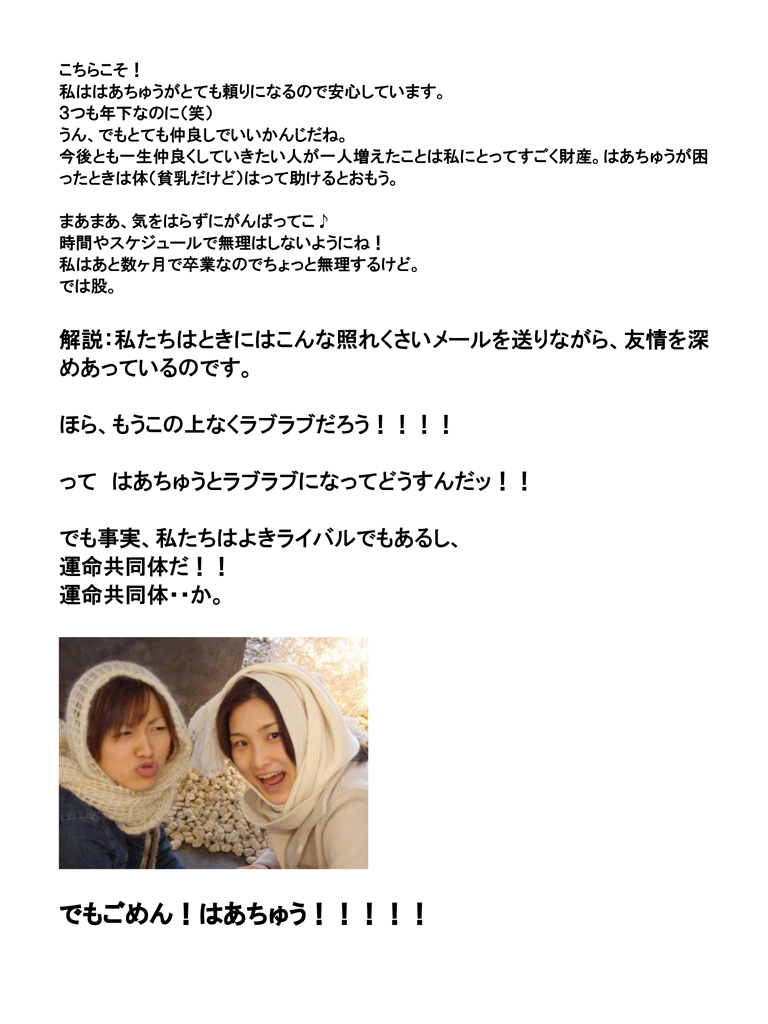 こちらこそ！
私ははあちゅうがとても頼りになるので安心しています。
３つも年下なのに（笑）
うん、でもとても仲良しでいいかんじだね。
今後とも一生仲良くしていきたい人が一人増えたことは私にとってすごく財産。はあちゅうが困
ったときは体（貧乳だけど）はって助けるとおもう。
まあまあ、気をはらずにがんばってこ♪
時間やスケジュールで無理はしないようにね！
私はあと数ヶ月で卒業なのでちょっと無理するけど。
では股。
解説：私たちはときにはこんな照れくさいメールを送りながら、友情を深
めあっているのです。
ほら、もうこの上なくラブラブだろう！！！！
って　はあちゅうとラブラブになってどうすんだッ！！
でも事実、私たちはよきライバルでもあるし、
運命共同体だ！！
運命共同体・・か。
でもごめん！はあちゅう！！！！！